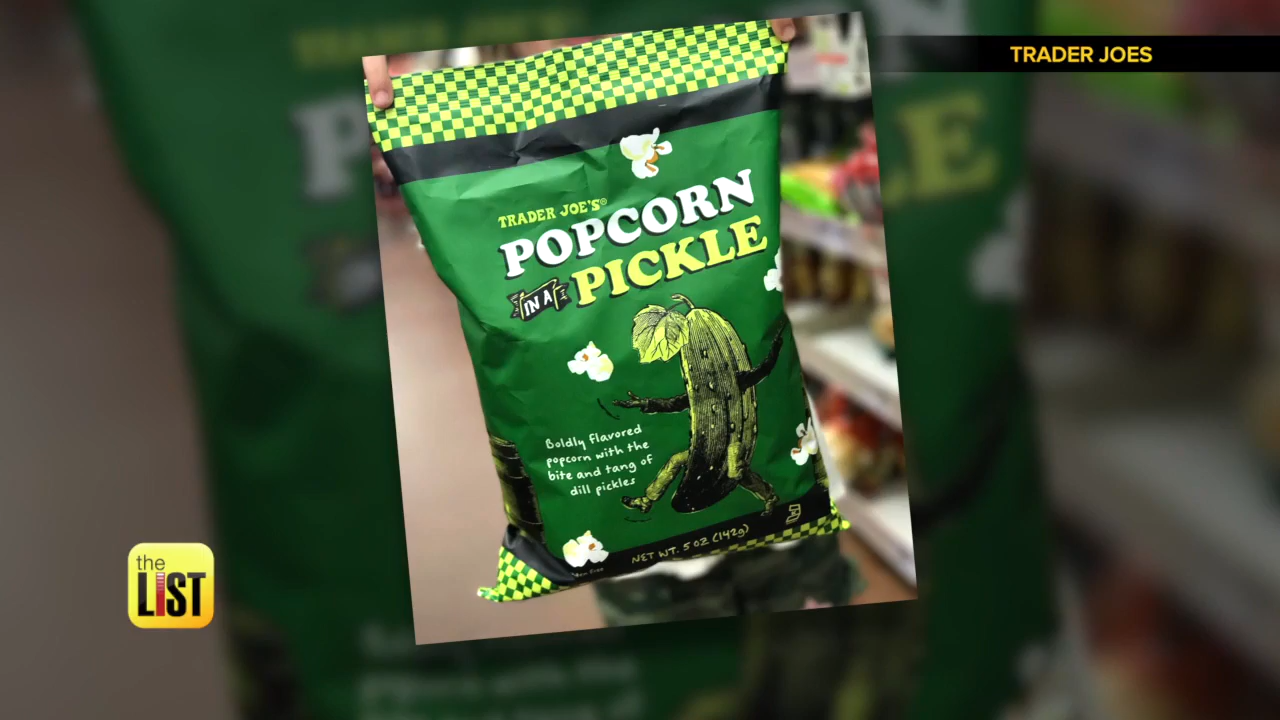 TRADER JOES
TRADER JOE'S®
POPCORN
IN A PICKLE
Boldly flavored
popcorn with the
bite and tang of
dill pickles
NET WT. 5 OZ (142g)
the
LIST